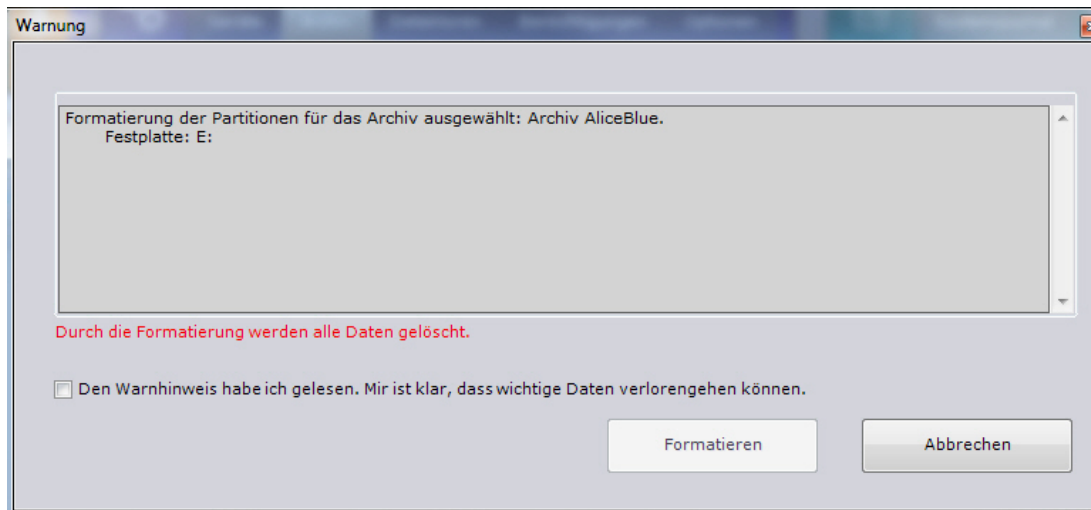 Warnung
Formatierung der Partitionen für das Archiv ausgewählt: Archiv AliceBlue.
Festplatte: E:
Durch die Formatierung werden alle Daten gelöscht.
Den Warnhinweis habe ich gelesen. Mir ist klar, dass wichtige Daten verlorengehen können.
Formatieren
Abbrechen